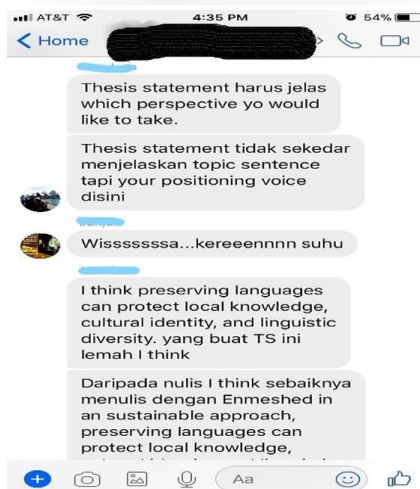 AT&T
4:35 PM
54%
Home
Thesis statement harus jelas
which perspective yo would
like to take.
Thesis statement tidak sekedar
menjelaskan topic sentence
tapi your positioning voice
disini
Wisssssssa...kereeennnn suhu
I think preserving languages
can protect local knowledge,
cultural identity, and linguistic
diversity. yang buat TS ini
lemah I think
Daripada nulis I think sebaiknya
menulis dengan Enmeshed in
an sustainable approach,
preserving languages can
protect local knowledge,
Aa